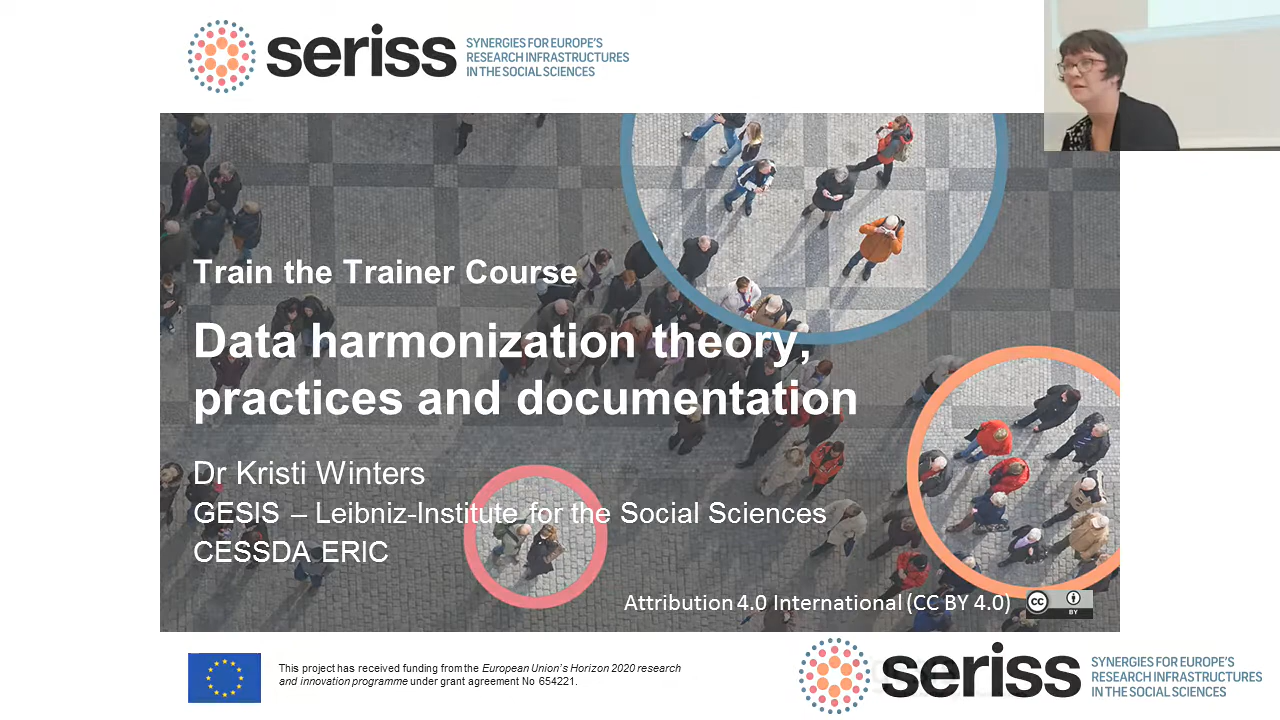 seriss
SYNERGIES FOR EUROPE'S
RESEARCH INFRASTRUCTURES
IN THE SOCIAL SCIENCES
Train the Trainer Course
Data harmonization theory,
practices and documentation
Dr Kristi Winters
GESIS – Leibniz-Institute for the Social Sciences
CESSDA ERIC
Attribution 4.0 International (CC BY 4.0)
cc
BY
This project has received funding from the European Union's Horizon 2020 research
and innovation programme under grant agreement No 654221.
seriss
SYNERGIES FOR EUROPE'S
RESEARCH INFRASTRUCTURES
IN THE SOCIAL SCIENCES